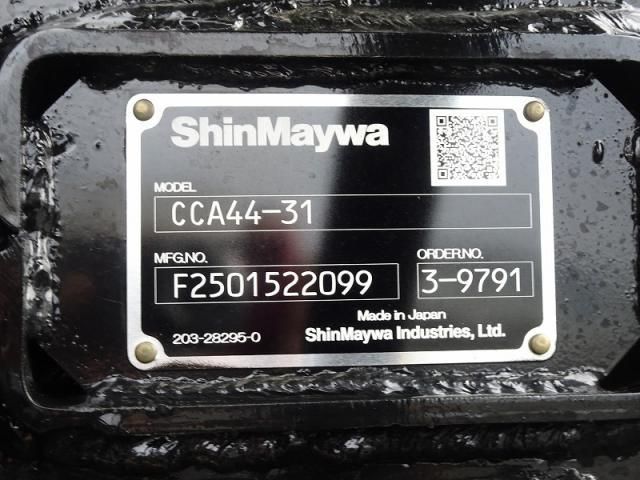 ShinMaywa
MODEL
CCA44-31
MFG.NO. ORDER.NO.
F2501522099 3-9791
Made in Japan
203-28295-0 ShinMaywa Industries, Ltd.